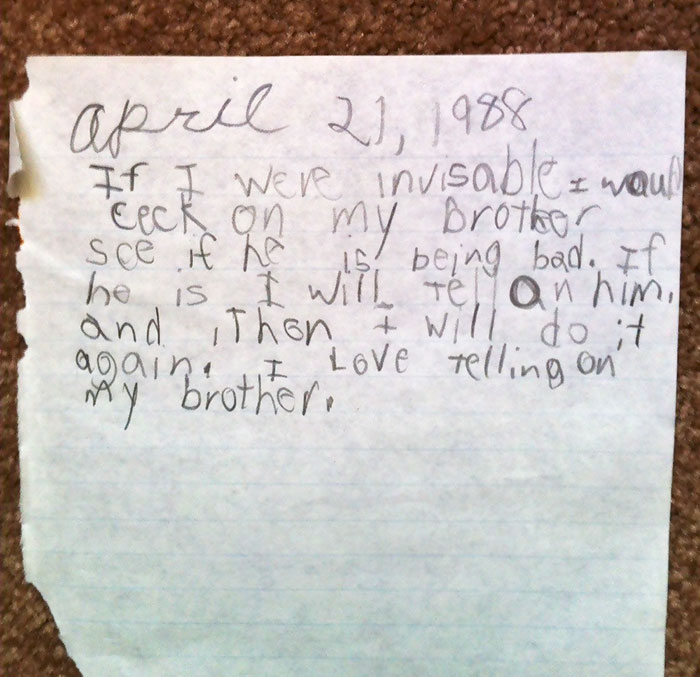 april 21, 1988
If I were invisable I woul
ceck on my brother
see if he is being bad. If
he is I will tell on him.
and , Then I will do it
again. I Love telling on
my brother.